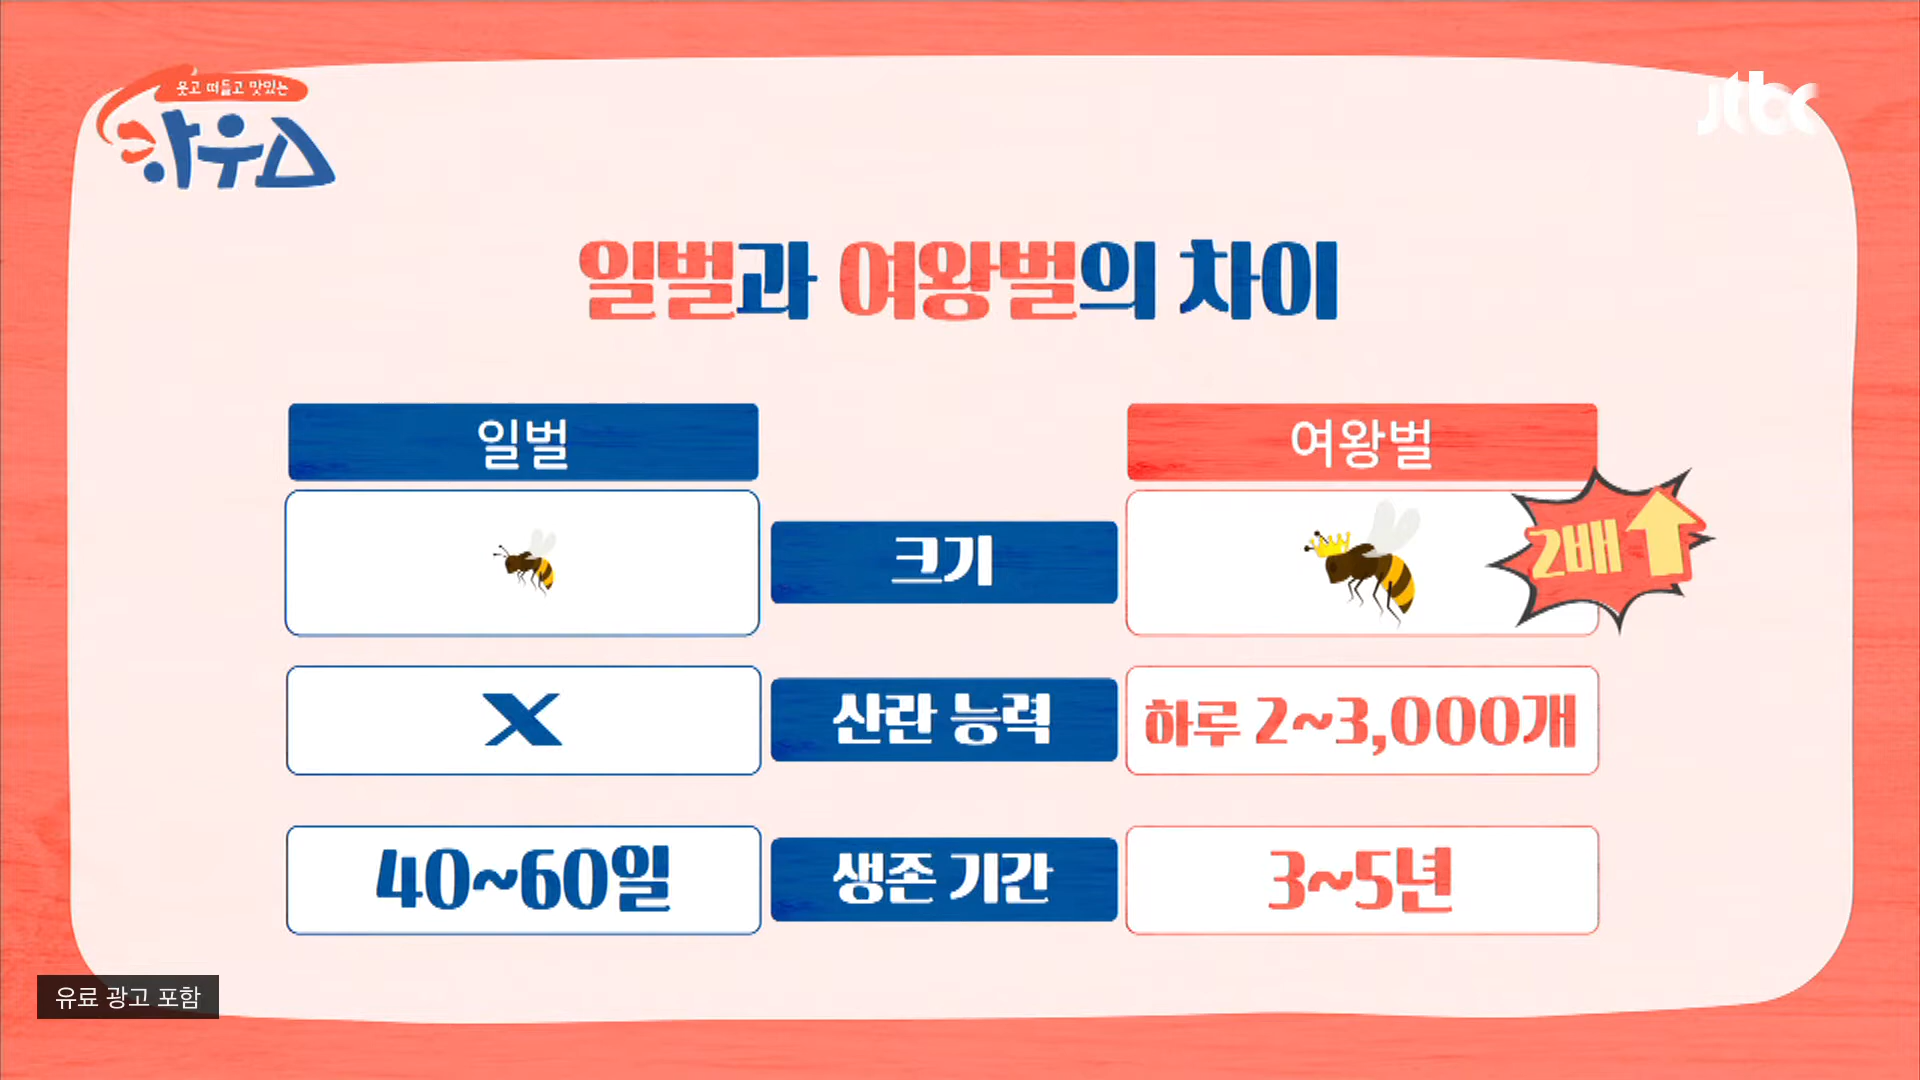 웃고 떠들고 맛있는
하우스
jtbc
일벌과 여왕벌의 차이
일벌
여왕벌
크기
2배
X
산란 능력
하루 2~3,000개
40~60일
생존 기간
3~5년
유료 광고 포함